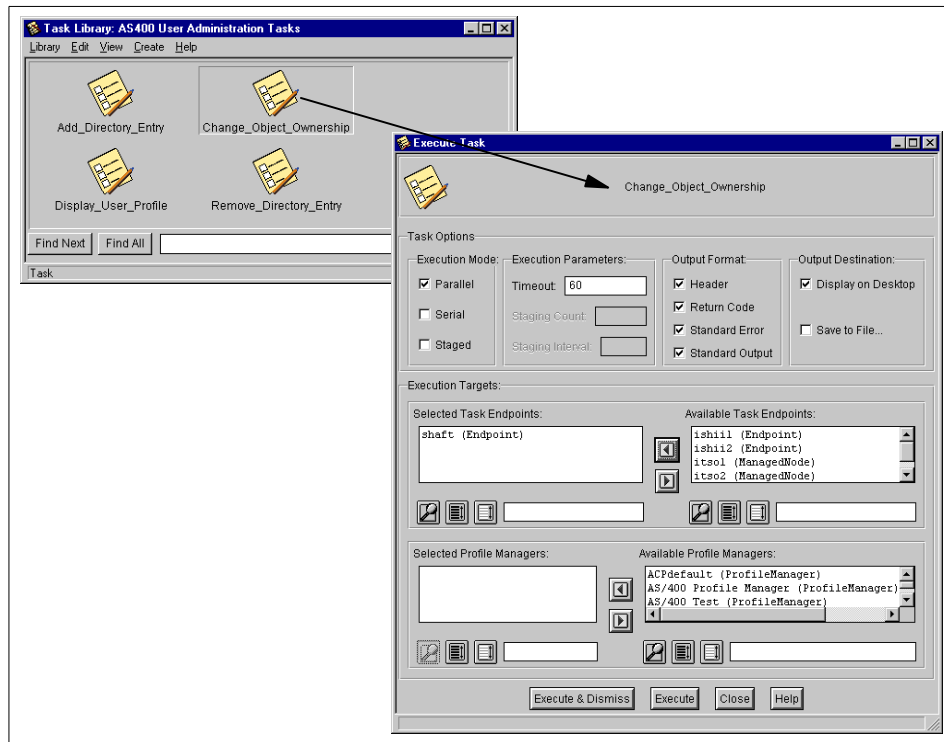 Task Library: AS400 User Administration Tasks
Library Edit View Create Help
Add_Directory_Entry
Change_Object_Ownership
Display_User_Profile
Remove_Directory_Entry
Find Next
Find All
Task
Execute Task
Change_Object_Ownership
Task Options
Execution Mode:
Parallel
Serial
Staged
Execution Parameters:
Timeout: 60
Staging Count:
Staging Interval:
Output Format:
Header
Return Code
Standard Error
Standard Output
Output Destination:
Display on Desktop
Save to File...
Execution Targets:
Selected Task Endpoints:
shaft (Endpoint)
Available Task Endpoints:
ishii1 (Endpoint)
ishii2 (Endpoint)
itso1 (ManagedNode)
itso2 (ManagedNode)
Selected Profile Managers:
Available Profile Managers:
ACPdefault (ProfileManager)
AS/400 Profile Manager (ProfileManager)
AS/400 Test (ProfileManager)
Execute & Dismiss
Execute
Close
Help